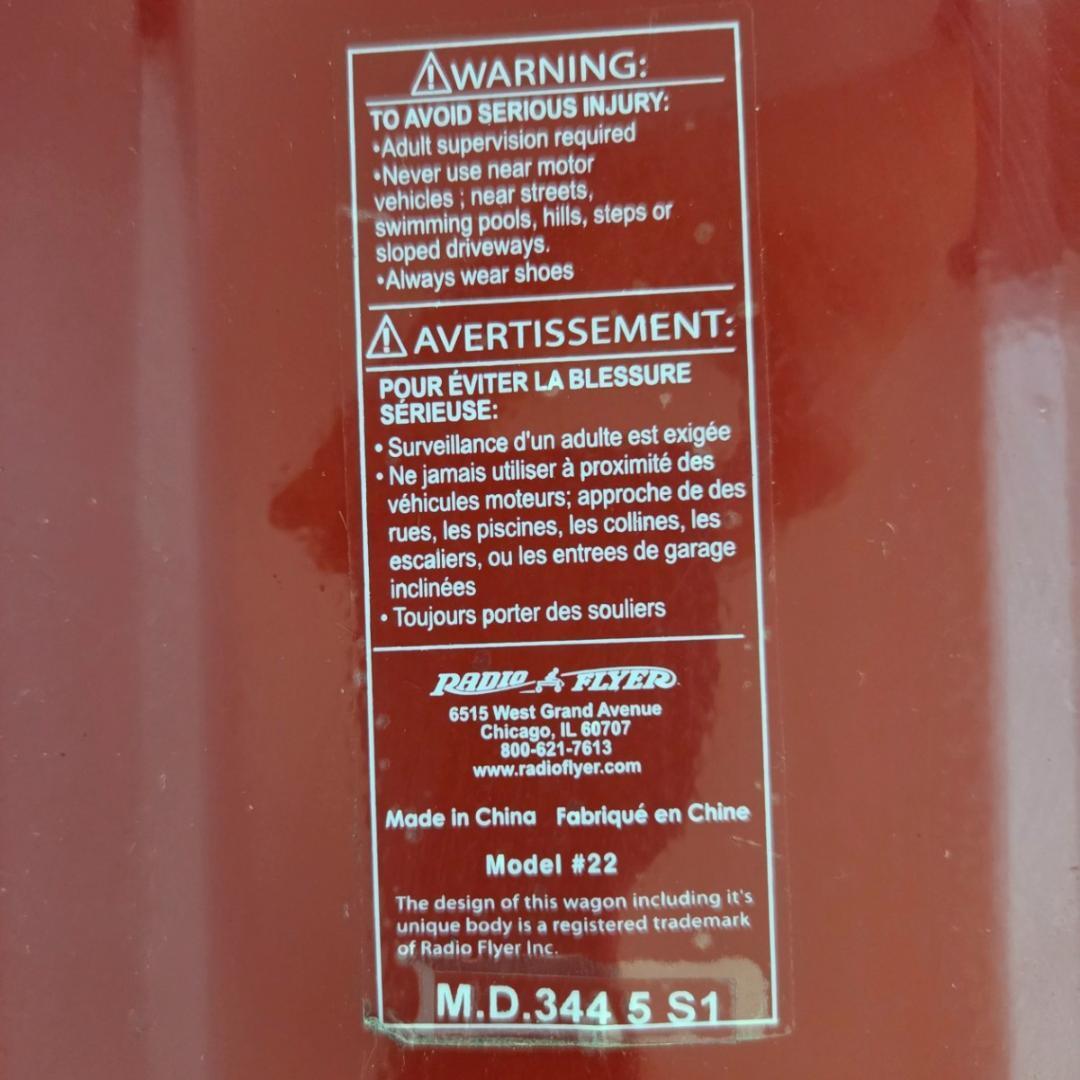 WARNING:
TO AVOID SERIOUS INJURY:
•Adult supervision required
•Never use near motor
vehicles ; near streets,
swimming pools, hills, steps or
sloped driveways.
•Always wear shoes
AVERTISSEMENT:
POUR ÉVITER LA BLESSURE
SÉRIEUSE:
• Surveillance d'un adulte est exigée
• Ne jamais utiliser à proximité des
véhicules moteurs; approche de des
rues, les piscines, les collines, les
escaliers, ou les entrees de garage
inclinées
• Toujours porter des souliers
RADIO FLYER
6515 West Grand Avenue
Chicago, IL 60707
800-621-7613
www.radioflyer.com
Made in China Fabriqué en Chine
Model #22
The design of this wagon including it's
unique body is a registered trademark
of Radio Flyer Inc.
M.D.344 5 S1